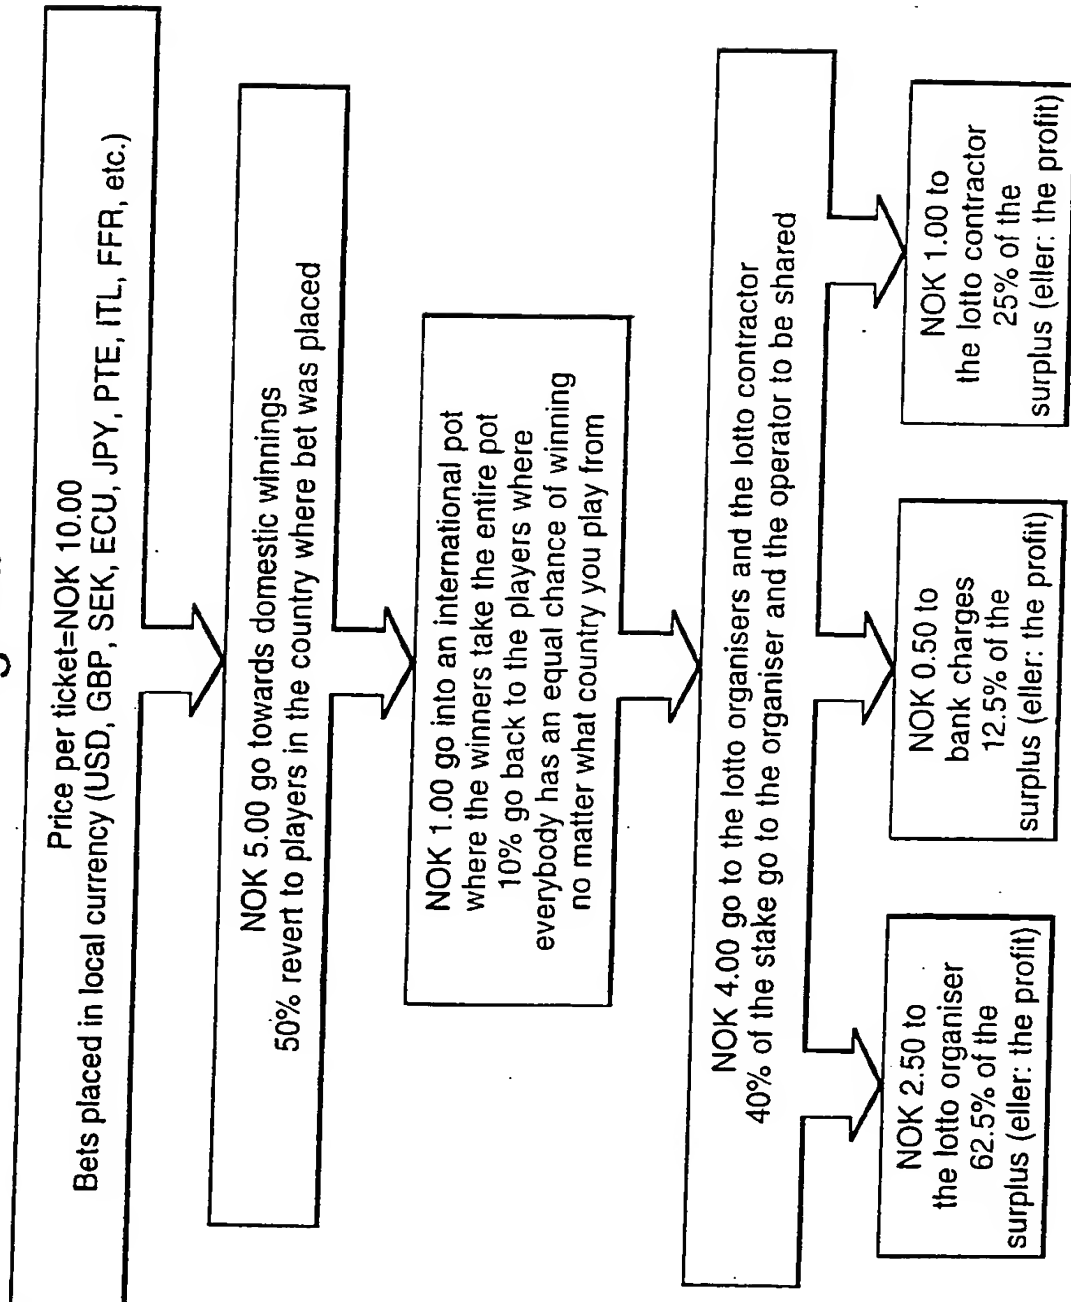 Price per ticket=NOK 10.00
Bets placed in local currency (USD, GBP, SEK, ECU, JPY, PTE, ITL, FFR, etc.)
NOK 5.00 go towards domestic winnings
50% revert to players in the country where bet was placed
NOK 1.00 go into an international pot
where the winners take the entire pot
10% go back to the players where
everybody has an equal chance of winning
no matter what country you play from
NOK 4.00 go to the lotto organisers and the lotto contractor
40% of the stake go to the organiser and the operator to be shared
NOK 2.50 to
the lotto organiser
62.5% of the
surplus (eller: the profit)
NOK 0.50 to
bank charges
12.5% of the
surplus (eller: the profit)
NOK 1.00 to
the lotto contractor
25% of the
surplus (eller: the profit)